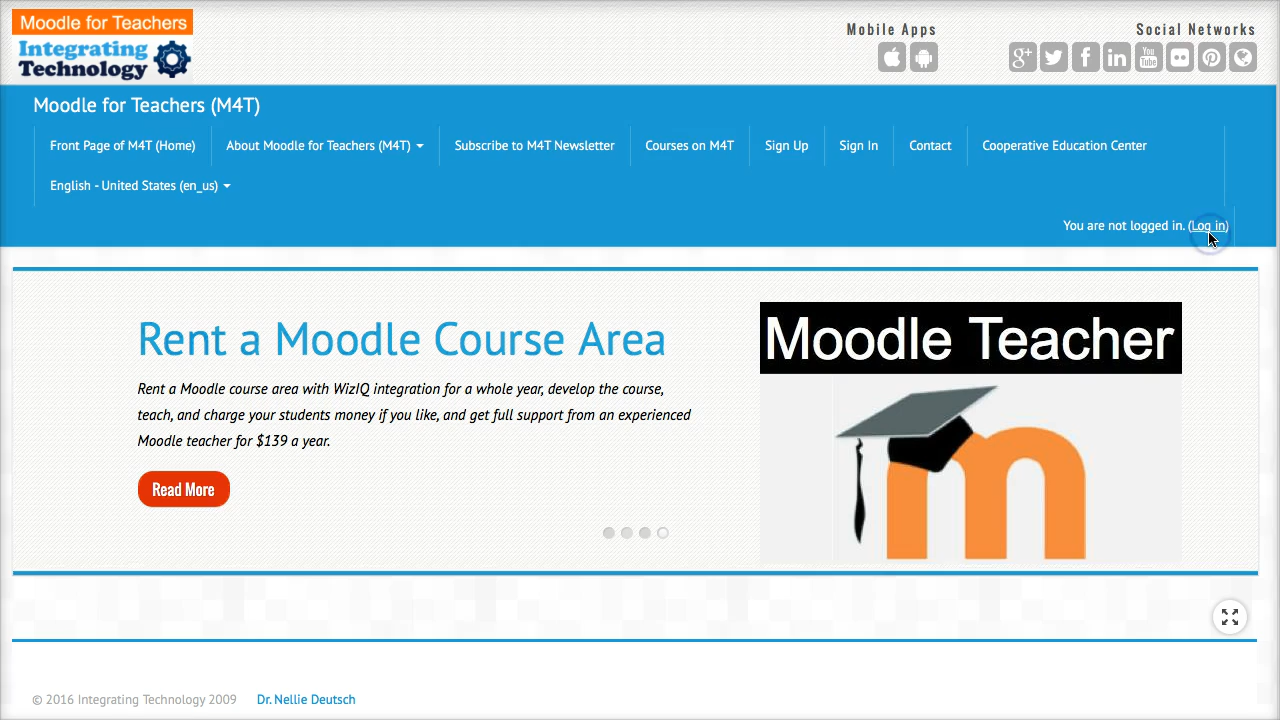 Moodle for Teachers
Integrating
Technology
Mobile Apps
Social Networks
g+
f
in
You
Tube
Moodle for Teachers (M4T)
Front Page of M4T (Home)
About Moodle for Teachers (M4T)
Subscribe to M4T Newsletter
Courses on M4T
Sign Up
Sign In
Contact
Cooperative Education Center
English - United States (en_us)
You are not logged in. (Log in)
Rent a Moodle Course Area
Rent a Moodle course area with WizIQ integration for a whole year, develop the course,
teach, and charge your students money if you like, and get full support from an experienced
Moodle teacher for $139 a year.
Read More
Moodle Teacher
m
© 2016 Integrating Technology 2009
Dr. Nellie Deutsch